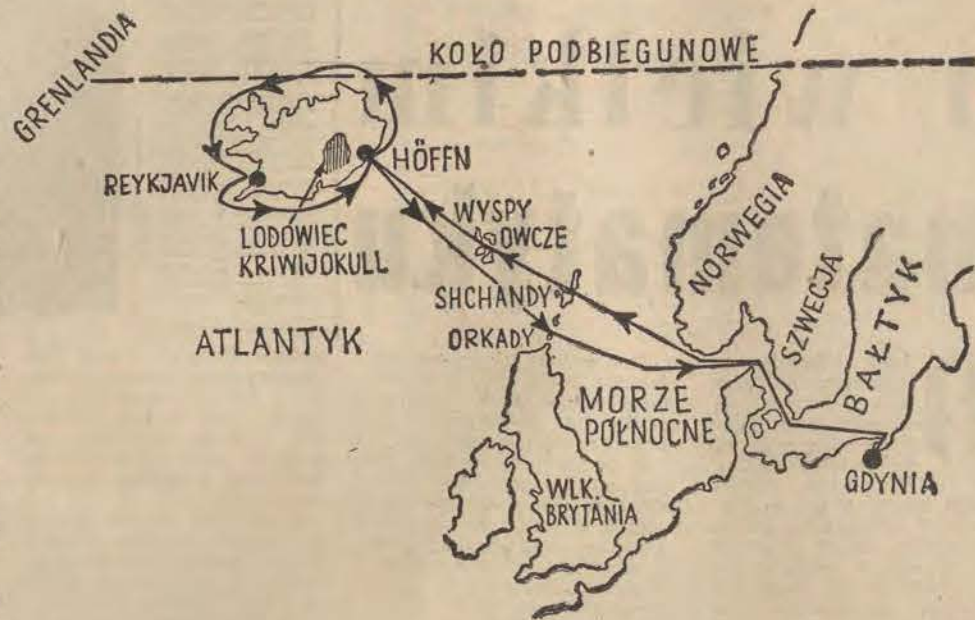 GRENLANDIA
KOŁO PODBIEGUNOWE
REYKJAVIK
HÖFFN
LODOWIEC
KRIWIJOKULL
WYSPY
OWCZE
SHCHANDY
ORKADY
ATLANTYK
NORWEGIA
SZWECJA
BAŁTYK
MORZE
PÓŁNOCNE
GDYNIA
WLK.
BRYTANIA